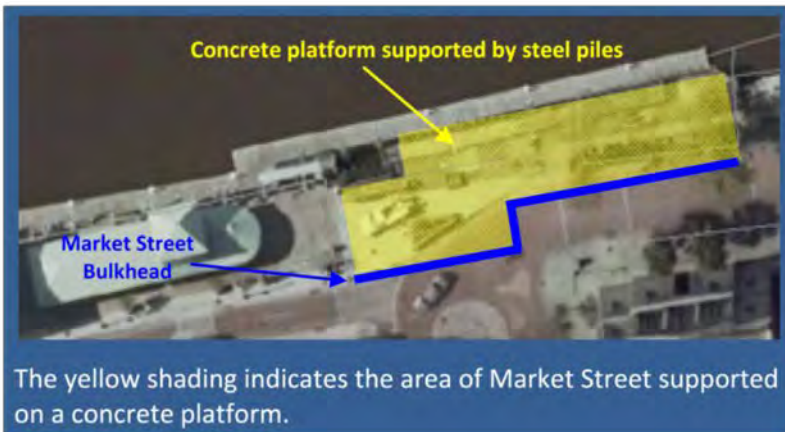 Concrete platform supported by steel piles
Market Street
Bulkhead
The yellow shading indicates the area of Market Street supported
on a concrete platform.